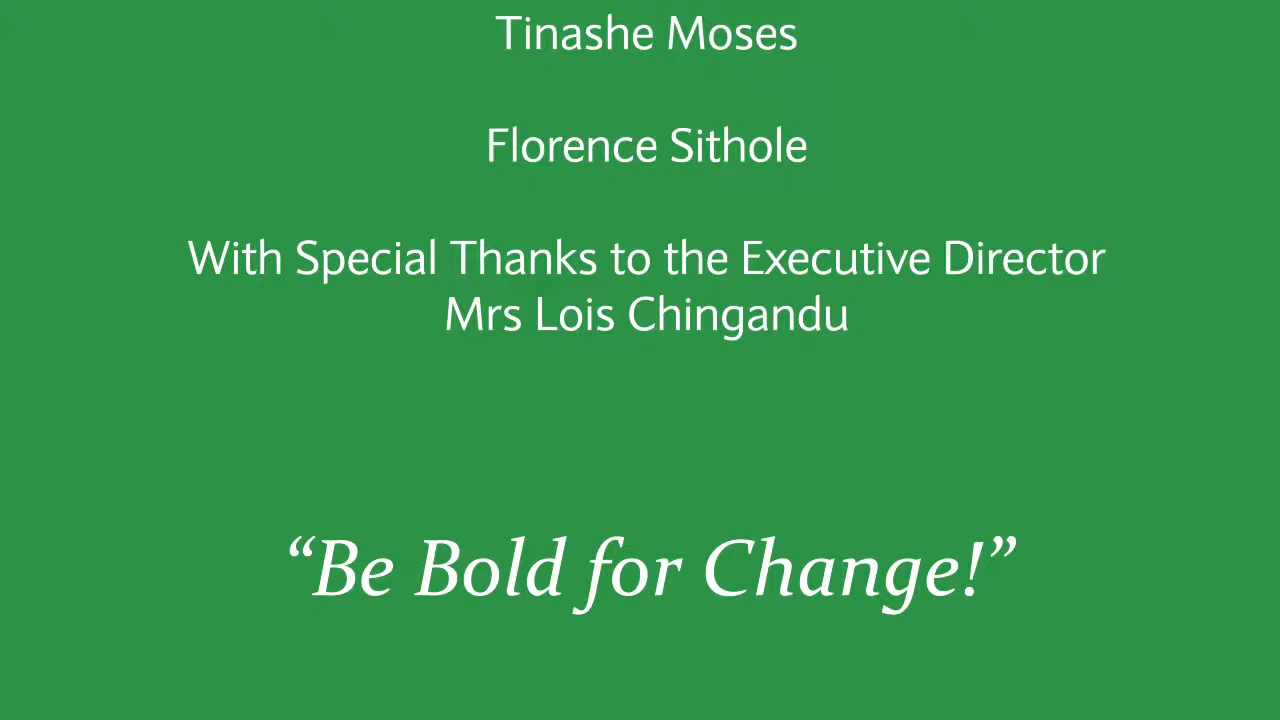 Tinashe Moses
Florence Sithole
With Special Thanks to the Executive Director
Mrs Lois Chingandu
“Be Bold for Change!”